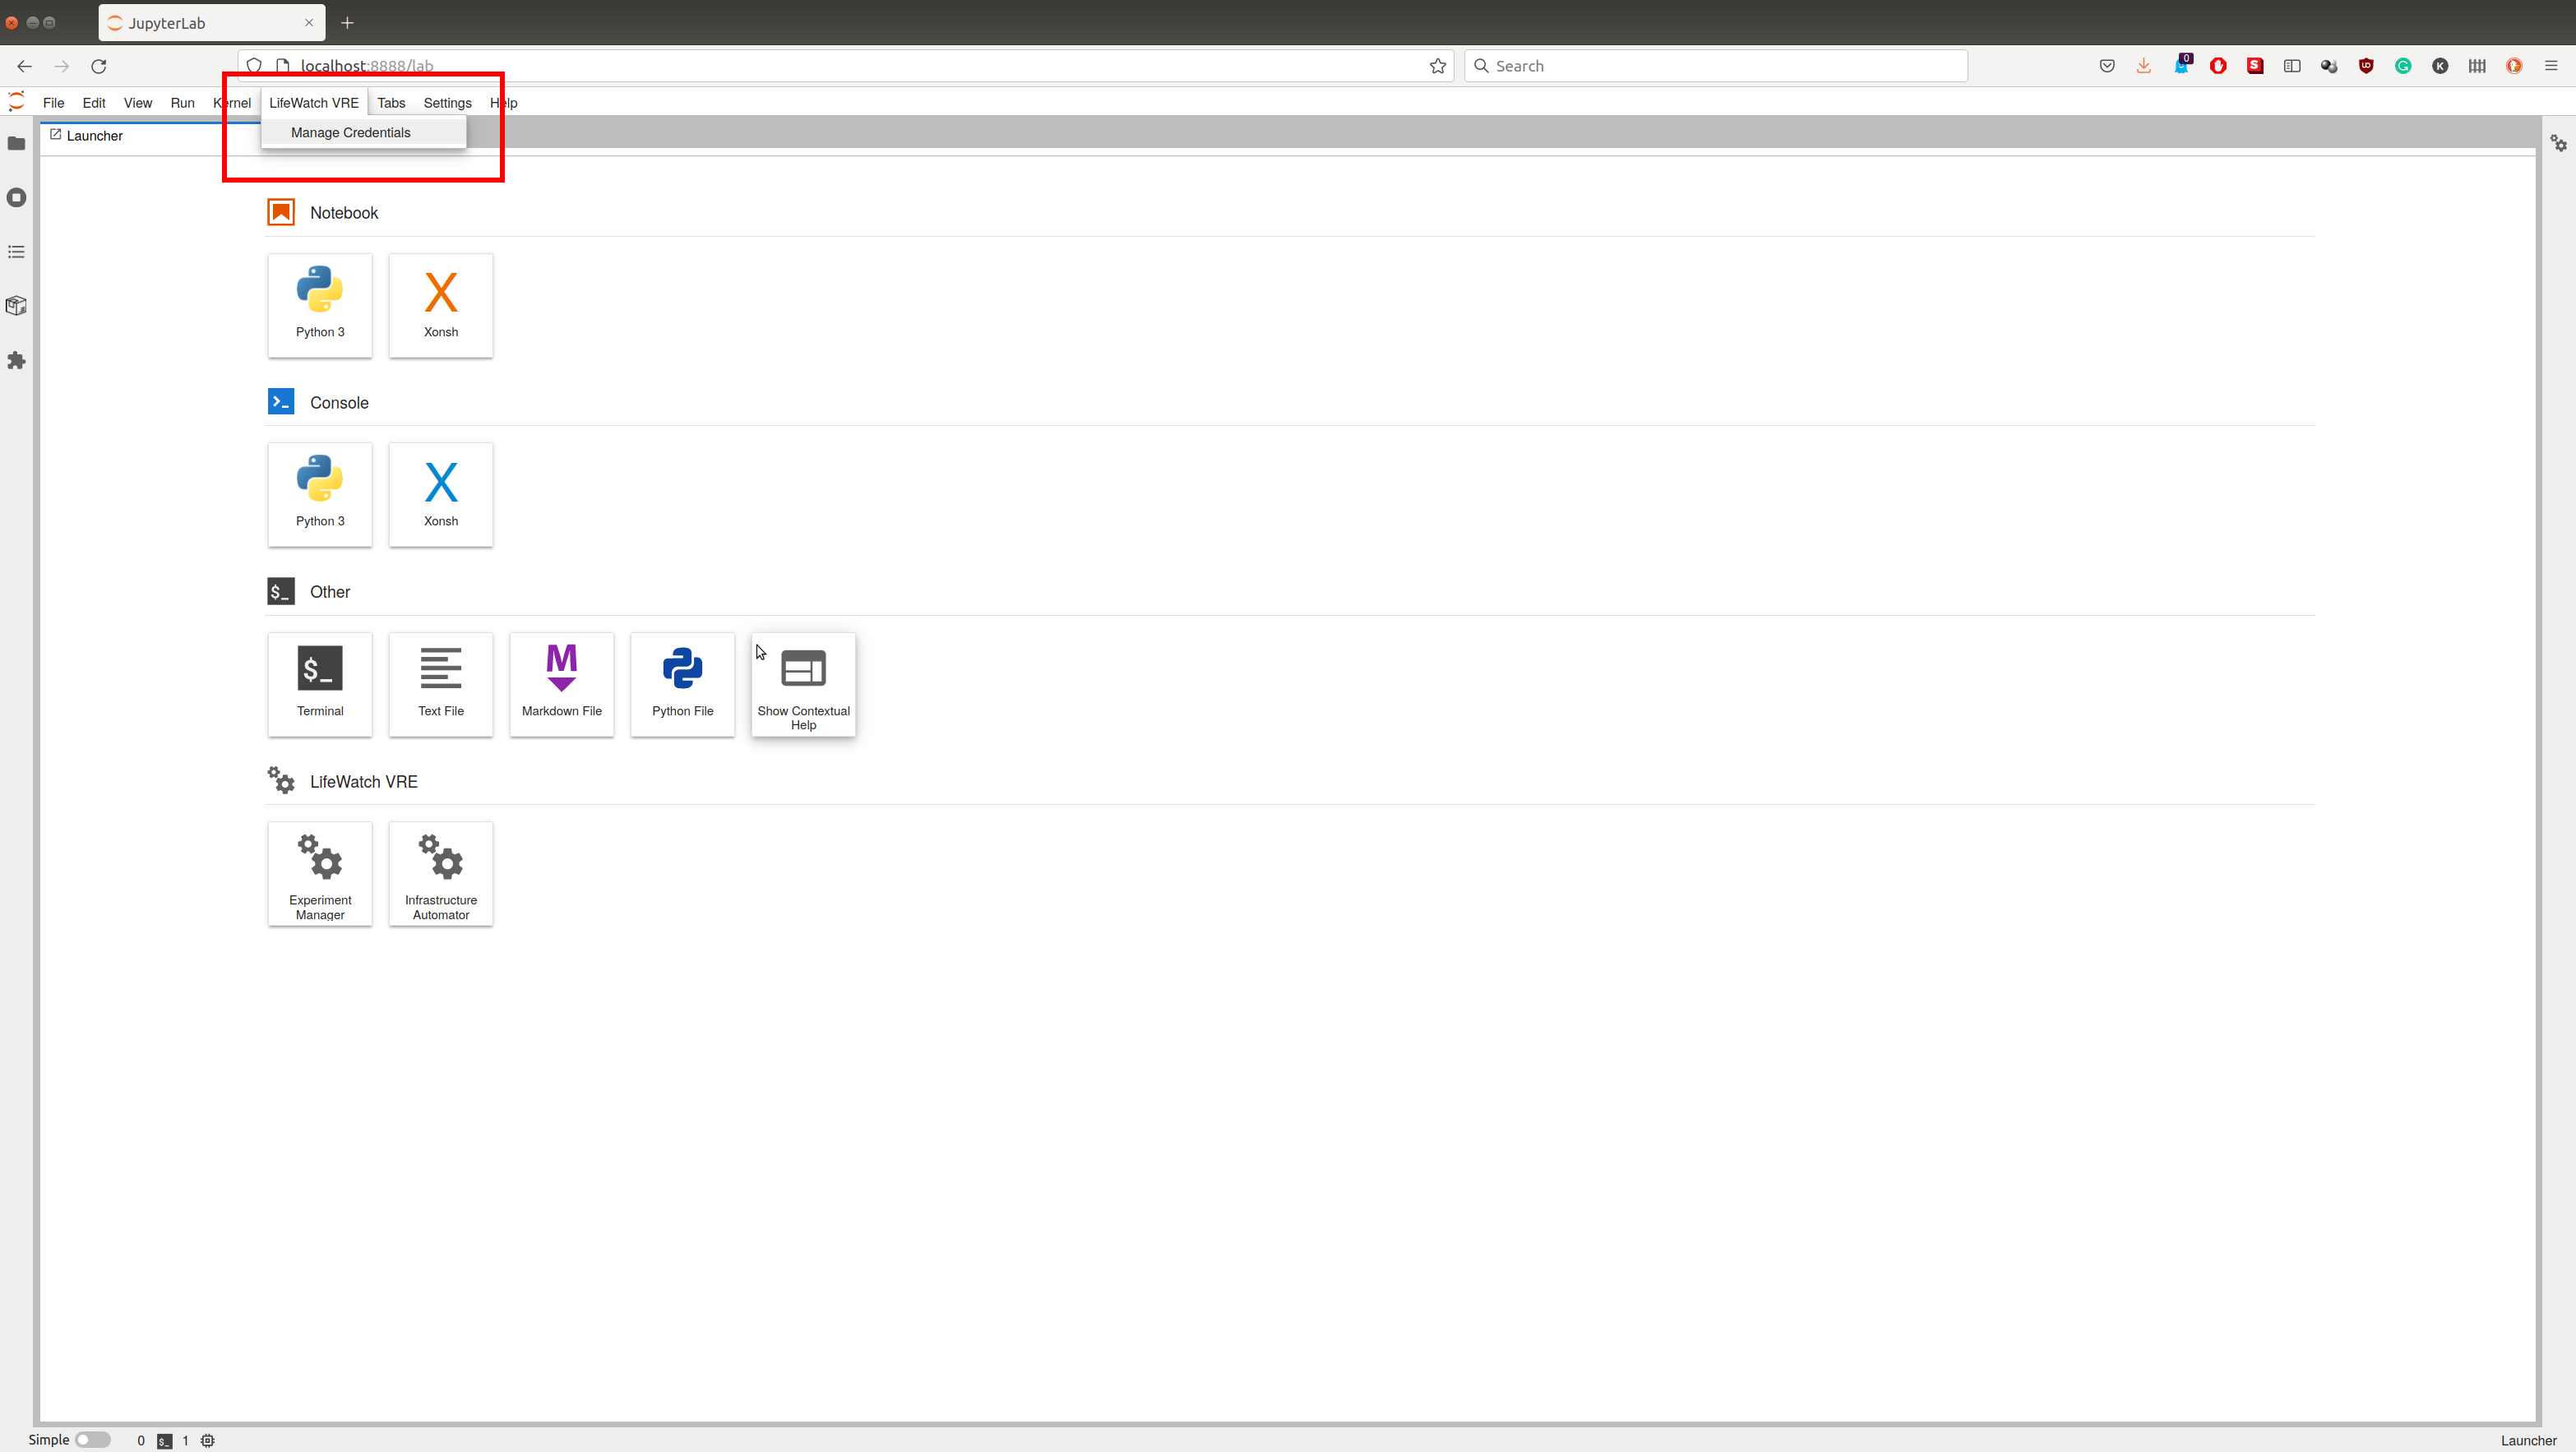 JupyterLab
localhost:8888/lab
Search
0
File Edit View Run Kernel LifeWatch VRE Tabs Settings Help
Manage Credentials
Launcher
Notebook
Python 3 Xonsh
Console
Python 3 Xonsh
$_ Other
$_ M
Terminal Text File Markdown File Python File Show Contextual
Help
LifeWatch VRE
Experiment Infrastructure
Manager Automator
Simple 0 $_ 1 Launcher